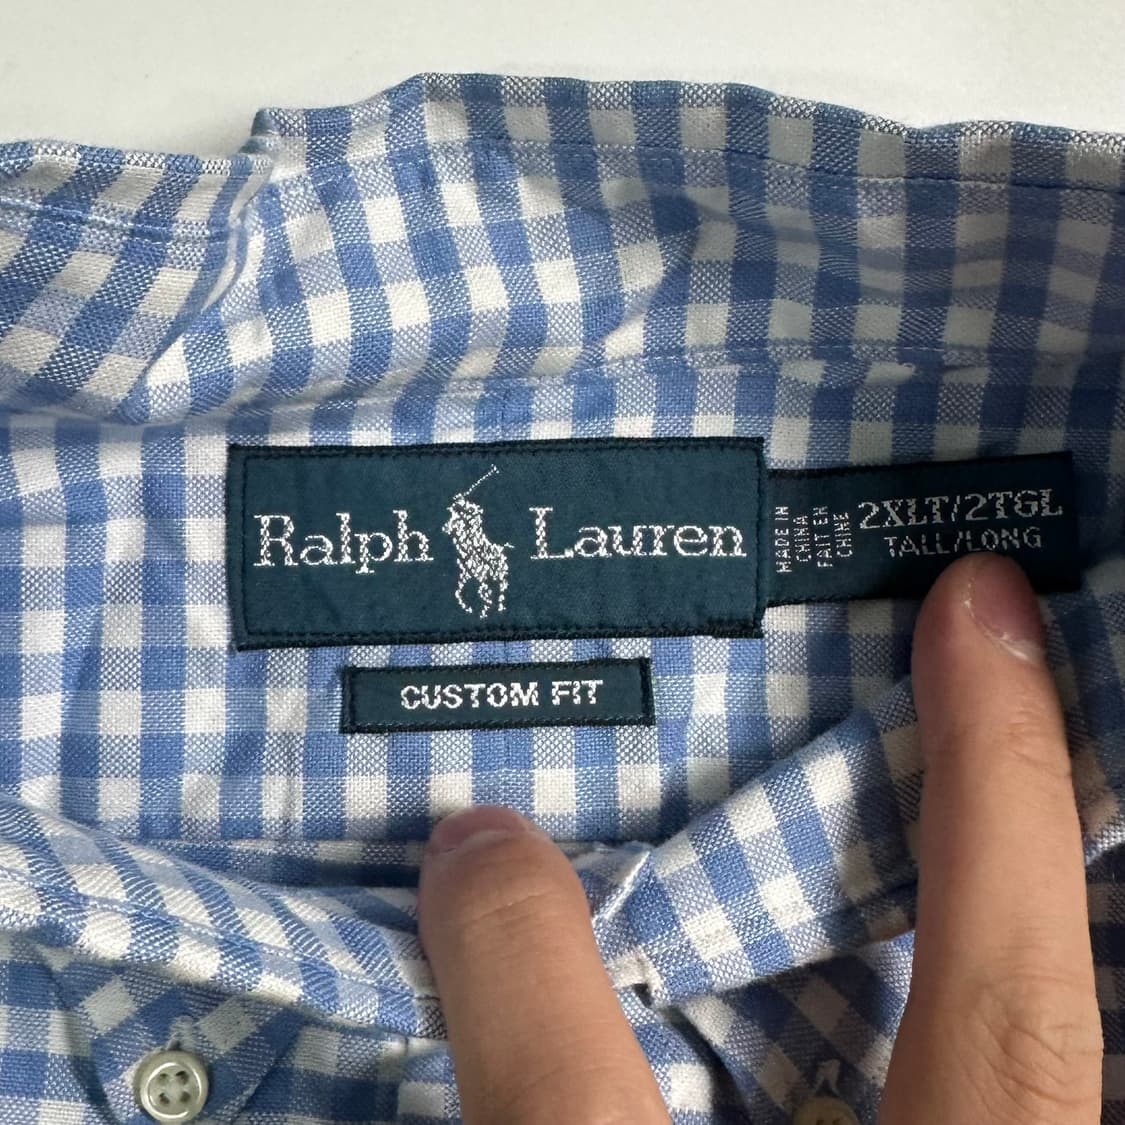 Ralph Lauren
MADE IN
CHINA
FAIT EN
CHINE
2XLT/2TGL
TALL/LONG
CUSTOM FIT